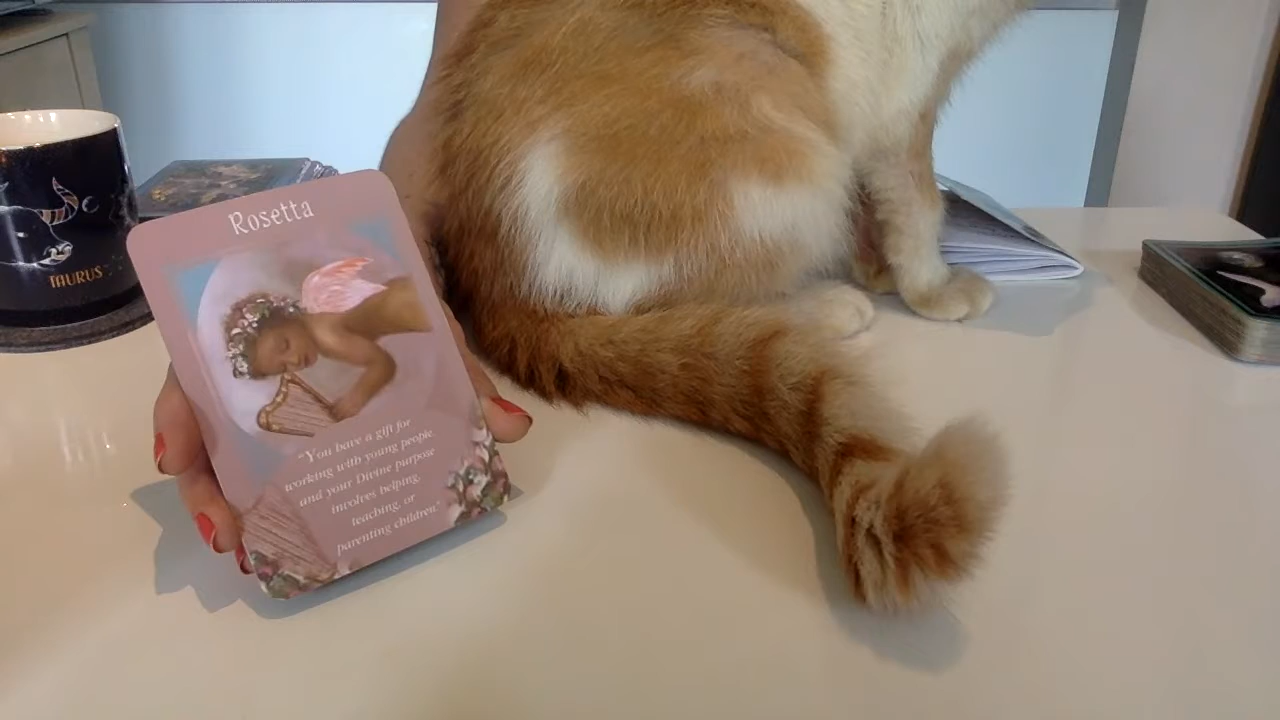 Rosetta
TAURUS
"You have a gift for
working with young people,
and your Divine purpose
involves helping,
teaching, or
parenting children."